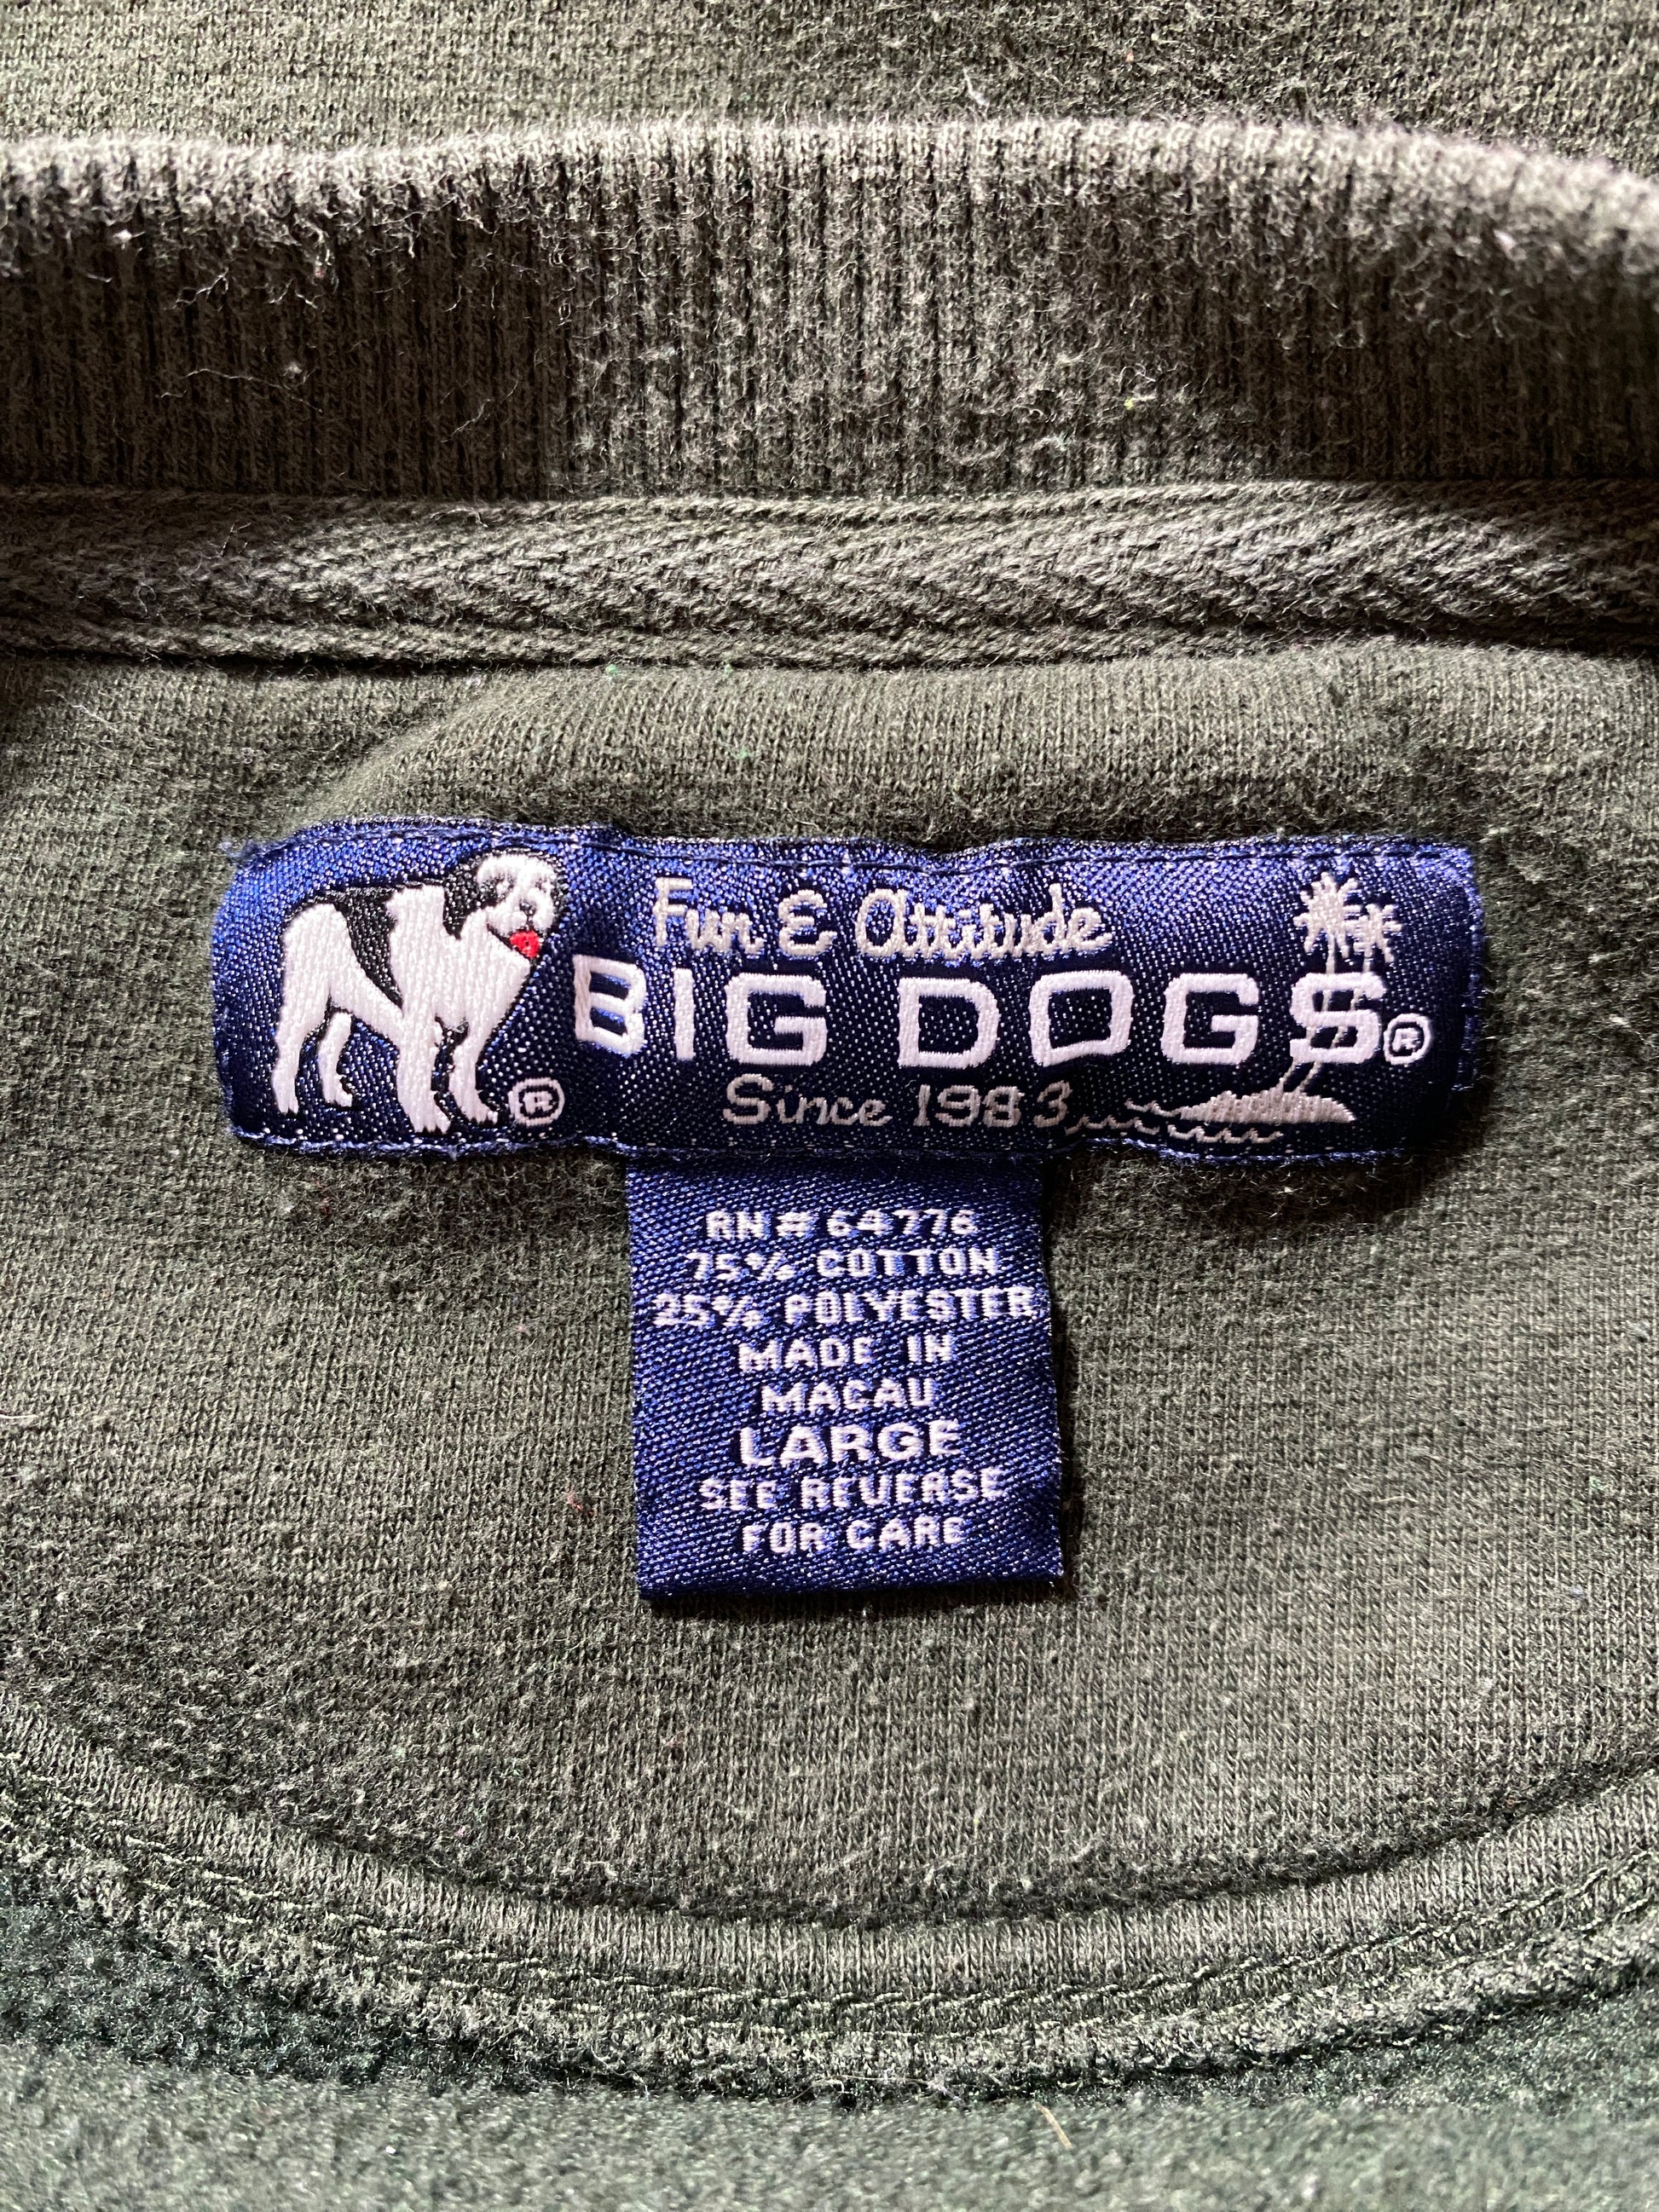 Fun & Attitude
BIG DOGS®
Since 1983
®
RN # 64776
75% COTTON
25% POLYESTER
MADE IN
MACAU
LARGE
SEE REVERSE
FOR CARE